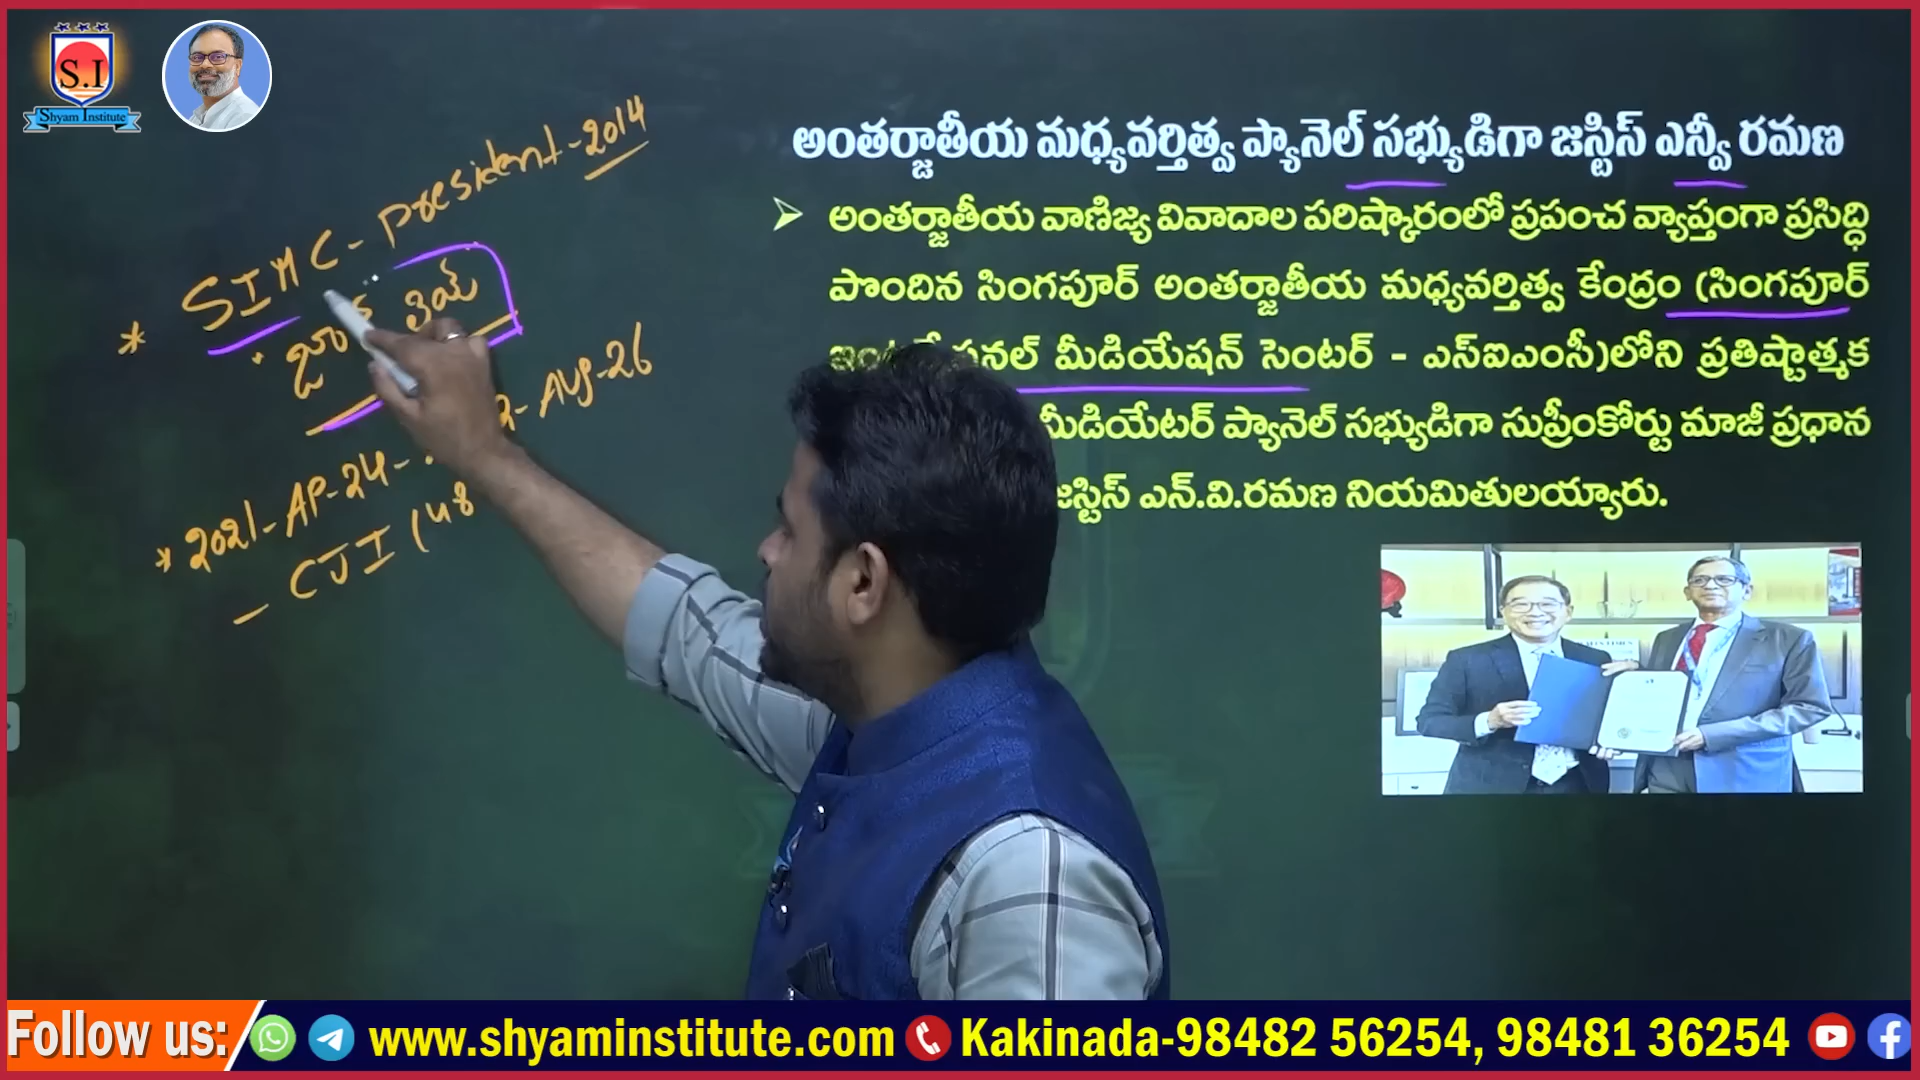 S.I
Shyam Institute
SIMC - president - 2014
జార్జ్ లిమ్
* 2021 - AP - 24 -
2 - Aug - 26
- CJI (48
అంతర్జాతీయ మధ్యవర్తిత్వ ప్యానెల్ సభ్యుడిగా జస్టిస్ ఎన్వీ రమణ
➢ అంతర్జాతీయ వాణిజ్య వివాదాల పరిష్కారంలో ప్రపంచ వ్యాప్తంగా ప్రసిద్ధి
పొందిన సింగపూర్ అంతర్జాతీయ మధ్యవర్తిత్వ కేంద్రం (సింగపూర్
మీడియేషన్ సెంటర్ - ఎస్ఐఎంసీ)లోని ప్రతిష్టాత్మక
మీడియేటర్ ప్యానెల్ సభ్యుడిగా సుప్రీంకోర్టు మాజీ ప్రధాన
జస్టిస్ ఎన్.వి.రమణ నియమితులయ్యారు.
Follow us: www.shyaminstitute.com Kakinada-98482 56254, 98481 36254